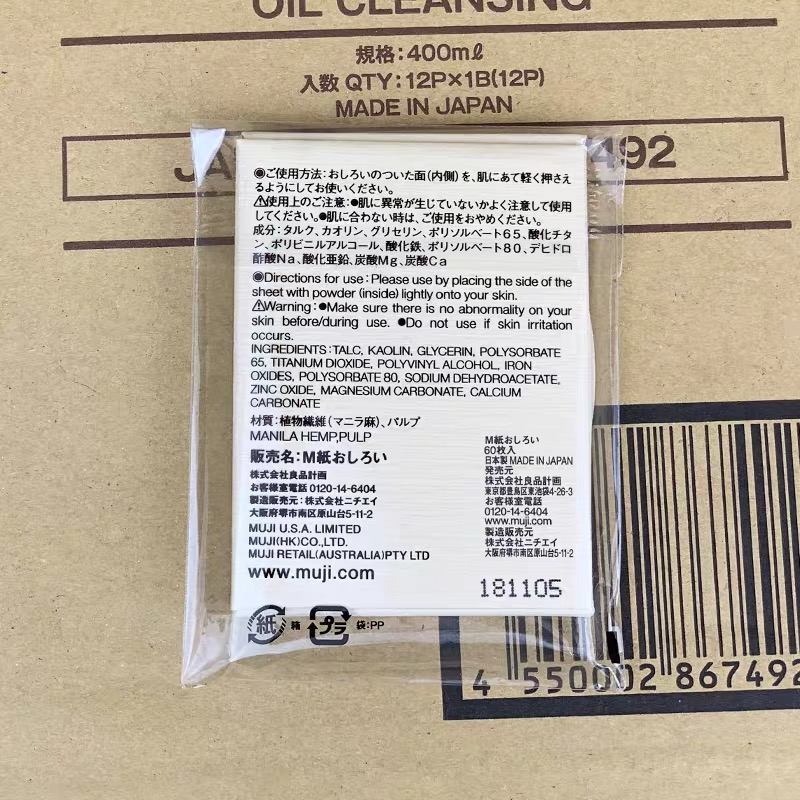 OIL CLEANSING
規格:400mℓ
入数 QTY:12P×1B(12P)
MADE IN JAPAN
JA
492
◉ご使用方法:おしろいのついた面(内側)を、肌にあて軽く押さえ
るようにしてお使いください。
⚠使用上のご注意:●肌に異常が生じていないかよく注意して使用
してください。●肌に合わない時は、ご使用をおやめください。
成分:タルク、カオリン、グリセリン、ポリソルベート65、酸化チタ
ン、ポリビニルアルコール、酸化鉄、ポリソルベート80、デヒドロ
酢酸Na、酸化亜鉛、炭酸Mg、炭酸Ca
◉Directions for use:Please use by placing the side of the
sheet with powder (inside) lightly onto your skin.
⚠Warning:●Make sure there is no abnormality on your
skin before/during use. ●Do not use if skin irritation
occurs.
INGREDIENTS:TALC, KAOLIN, GLYCERIN, POLYSORBATE
65, TITANIUM DIOXIDE, POLYVINYL ALCOHOL, IRON
OXIDES, POLYSORBATE 80, SODIUM DEHYDROACETATE,
ZINC OXIDE, MAGNESIUM CARBONATE, CALCIUM
CARBONATE
材質:植物繊維(マニラ麻)、パルプ
MANILA HEMP,PULP
販売名:M紙おしろい
株式会社良品計画
お客様室電話 0120-14-6404
製造販売元:株式会社ニチエイ
大阪府堺市南区原山台5-11-2
MUJI U.S.A. LIMITED
MUJI(HK)CO.,LTD.
MUJI RETAIL(AUSTRALIA)PTY LTD
www.muji.com
M紙おしろい
60枚入
日本製 MADE IN JAPAN
発売元
株式会社良品計画
東京都豊島区東池袋4-26-3
お客様室電話
0120-14-6404
www.muji.com
製造販売元
株式会社ニチエイ
大阪府堺市南区原山台5-11-2
181105
紙 箱 プラ 袋:PP
4 550002 867492